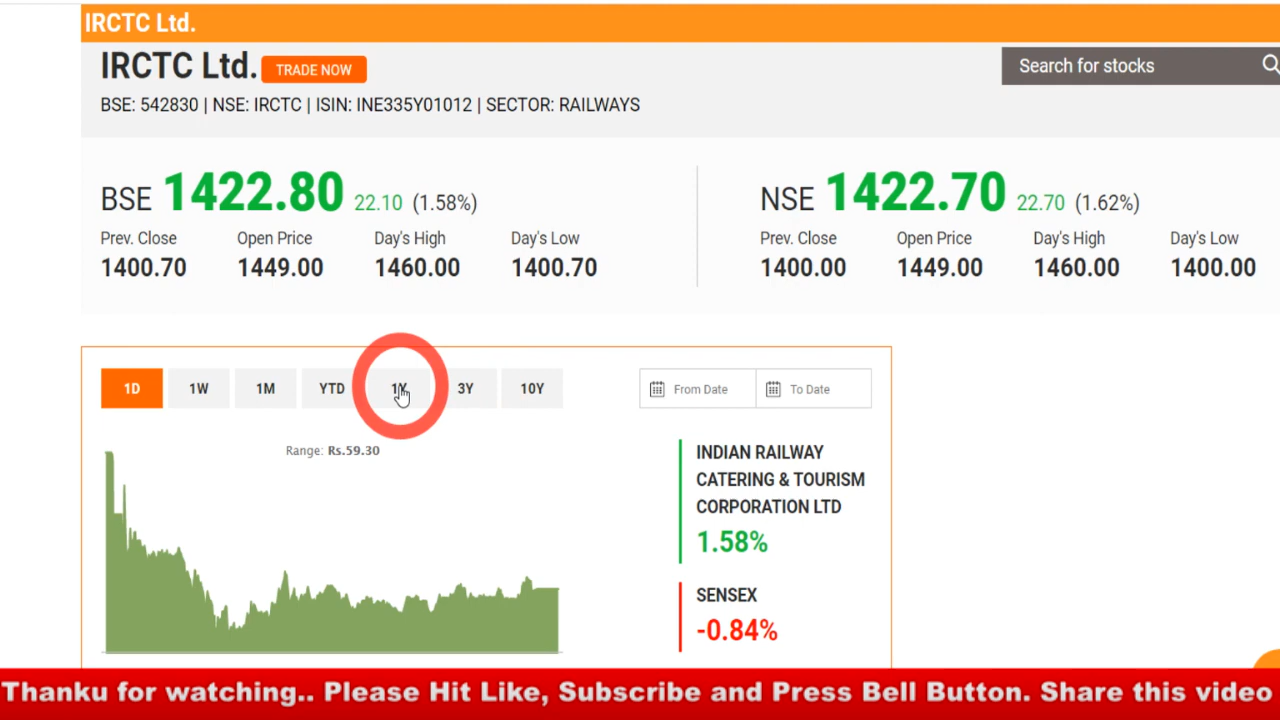 IRCTC Ltd.
IRCTC Ltd. TRADE NOW
Search for stocks
BSE: 542830 | NSE: IRCTC | ISIN: INE335Y01012 | SECTOR: RAILWAYS
BSE 1422.80 22.10 (1.58%)
Prev. Close Open Price Day's High Day's Low
1400.70 1449.00 1460.00 1400.70
NSE 1422.70 22.70 (1.62%)
Prev. Close Open Price Day's High Day's Low
1400.00 1449.00 1460.00 1400.00
1D 1W 1M YTD 1Y 3Y 10Y
From Date To Date
Range: Rs.59.30
INDIAN RAILWAY
CATERING & TOURISM
CORPORATION LTD
1.58%
SENSEX
-0.84%
Thanku for watching.. Please Hit Like, Subscribe and Press Bell Button. Share this video